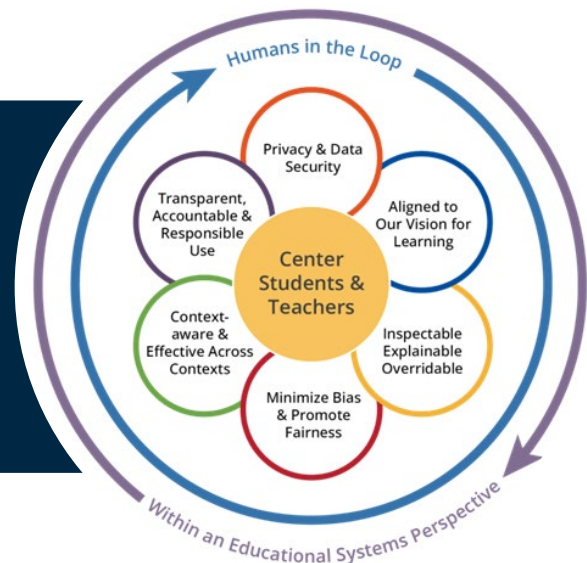 Humans in the Loop
Privacy & Data
Security
Aligned to
Our Vision for
Learning
Inspectable
Explainable
Overridable
Minimize Bias
& Promote
Fairness
Context-
aware &
Effective Across
Contexts
Transparent,
Accountable &
Responsible
Use
Center
Students &
Teachers
Within an Educational Systems Perspective